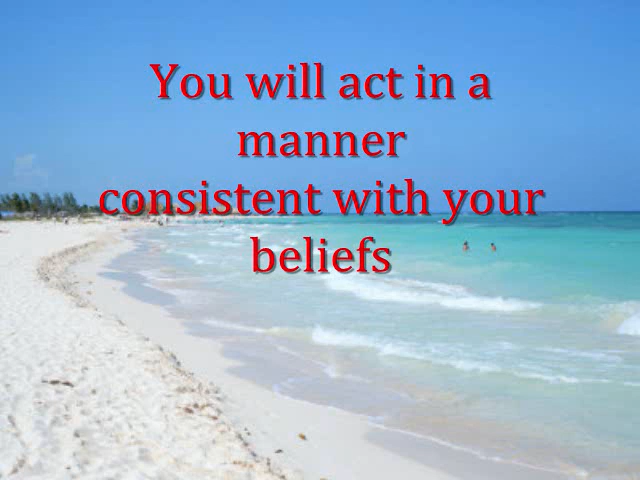 You will act in a
manner
consistent with your
beliefs